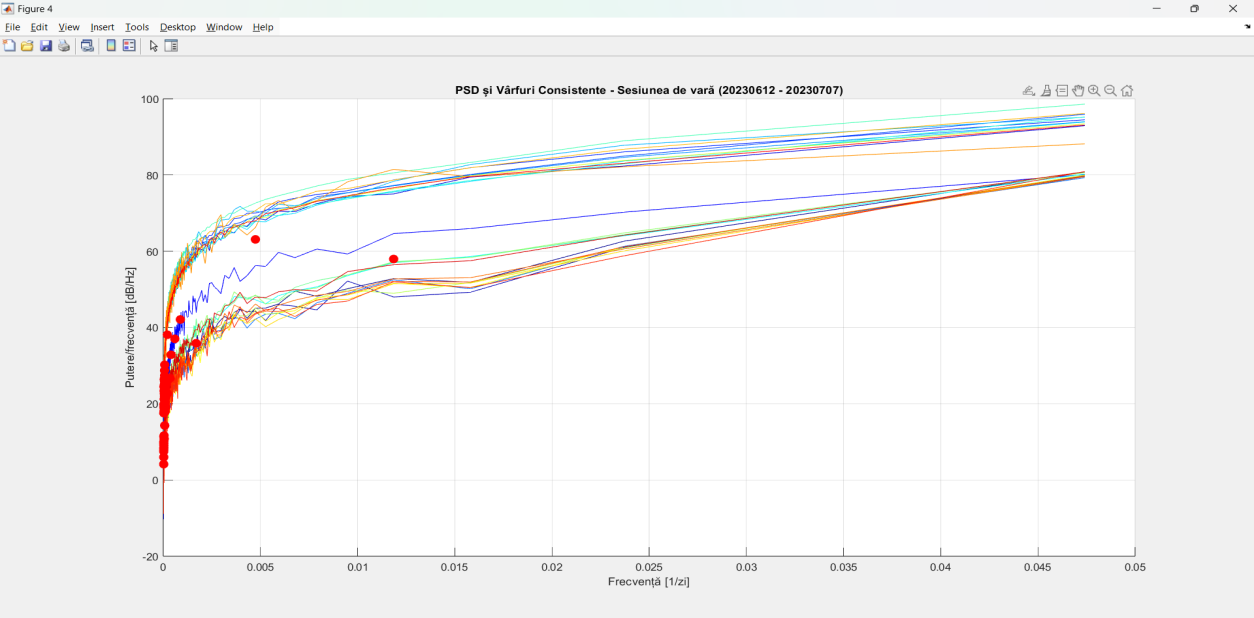 Figure 4
File Edit View Insert Tools Desktop Window Help
PSD și Vârfuri Consistente - Sesiunea de vară (20230612 - 20230707)
100
80
60
40
20
0
-20
Putere/frecvență [dB/Hz]
0 0.005 0.01 0.015 0.02 0.025 0.03 0.035 0.04 0.045 0.05
Frecvență [1/zi]